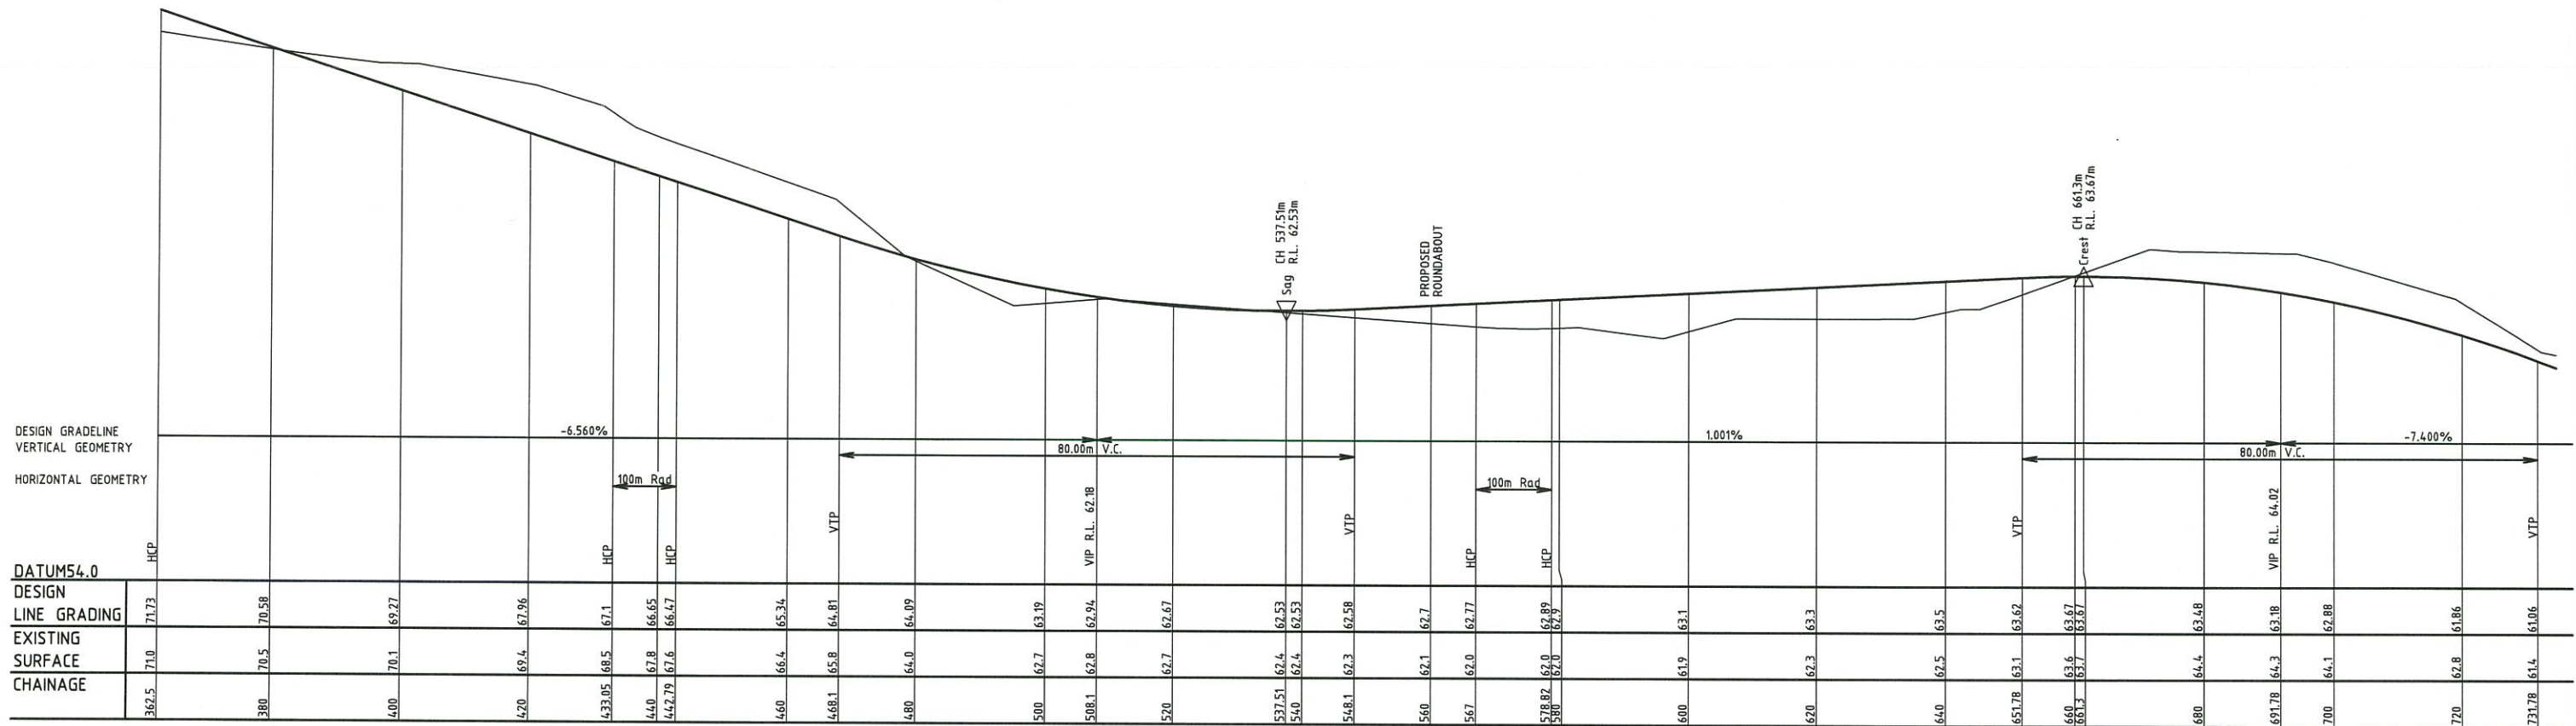 CH 537.51m
R.L. 62.53m
Sag
PROPOSED
ROUNDABOUT
CH 661.3m
R.L. 63.67m
Crest
DESIGN GRADELINE
-6.560% 1.001% -7.400%
VERTICAL GEOMETRY
80.00m V.C. 80.00m V.C.
HORIZONTAL GEOMETRY
100m Rad 100m Rad
HCP HCP HCP VTP VIP R.L. 62.18 VTP HCP HCP VTP VIP R.L. 64.02 VTP
DATUM54.0
DESIGN
LINE GRADING 71.73 70.58 69.27 67.96 67.1 66.65 66.47 65.34 64.81 64.09 63.19 62.94 62.67 62.53 62.53 62.58 62.7 62.77 62.89 62.9 63.1 63.3 63.5 63.62 63.67 63.67 63.48 63.18 62.88 61.86 61.06
EXISTING
SURFACE 71.0 70.5 70.1 69.4 68.5 67.8 67.6 66.4 65.8 64.0 62.7 62.8 62.7 62.4 62.4 62.3 62.1 62.0 62.0 62.0 61.9 62.3 62.5 63.1 63.6 63.7 64.4 64.3 64.1 62.8 61.4
CHAINAGE 362.5 380 400 420 433.05 440 442.79 460 468.1 480 500 508.1 520 537.51 540 548.1 560 567 578.82 580 600 620 640 651.78 660 661.3 680 691.78 700 720 731.78